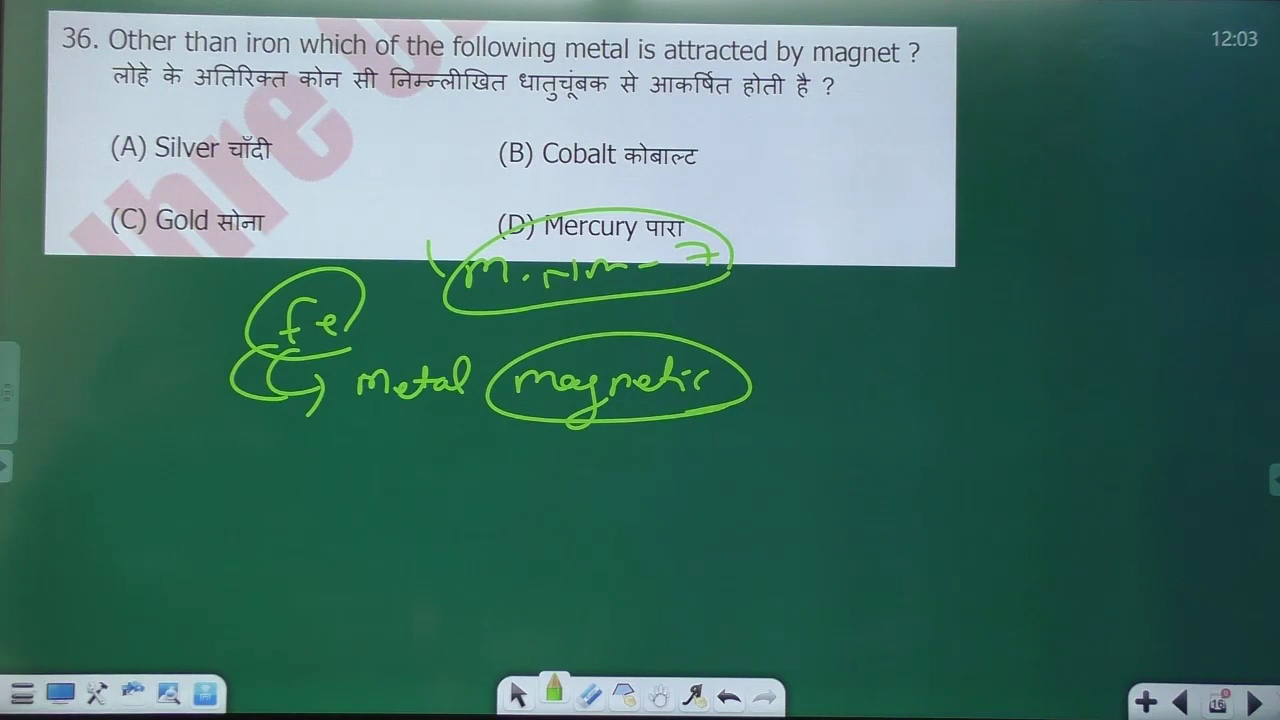 12:03
36. Other than iron which of the following metal is attracted by magnet ?
लोहे के अतिरिक्त कोन सी निम्न्लीखित धातुचूंबक से आकर्षित होती है ?
(A) Silver चाँदी (B) Cobalt कोबाल्ट
(C) Gold सोना (D) Mercury पारा
fe
metal magnetic
16